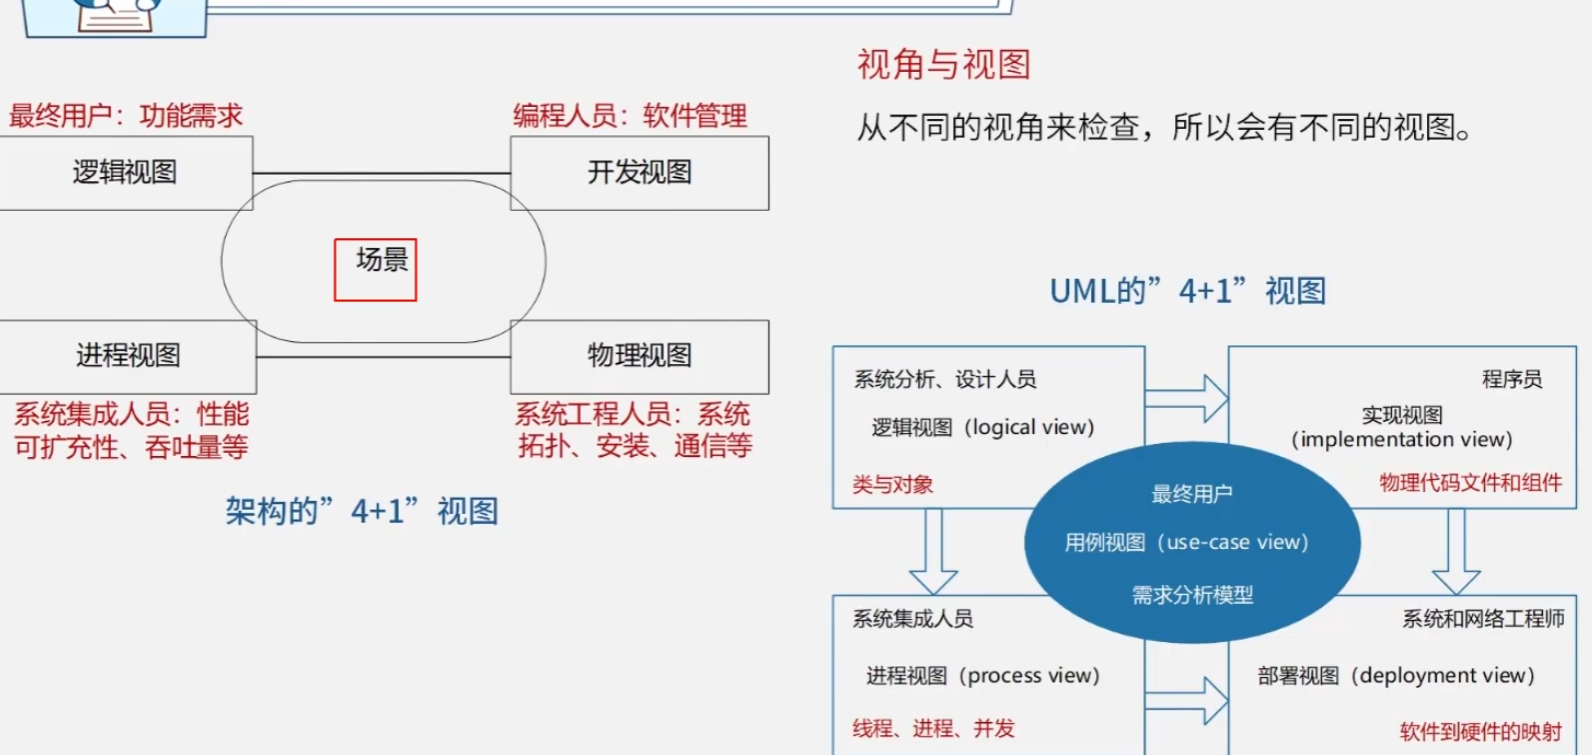 视角与视图
从不同的视角来检查，所以会有不同的视图。
最终用户：功能需求
编程人员：软件管理
逻辑视图
开发视图
场景
进程视图
物理视图
系统集成人员：性能
可扩充性、吞吐量等
系统工程人员：系统
拓扑、安装、通信等
架构的”4+1”视图
UML的”4+1”视图
系统分析、设计人员
逻辑视图（logical view）
类与对象
程序员
实现视图
（implementation view）
物理代码文件和组件
最终用户
用例视图（use-case view）
需求分析模型
系统集成人员
进程视图（process view）
线程、进程、并发
系统和网络工程师
部署视图（deployment view）
软件到硬件的映射